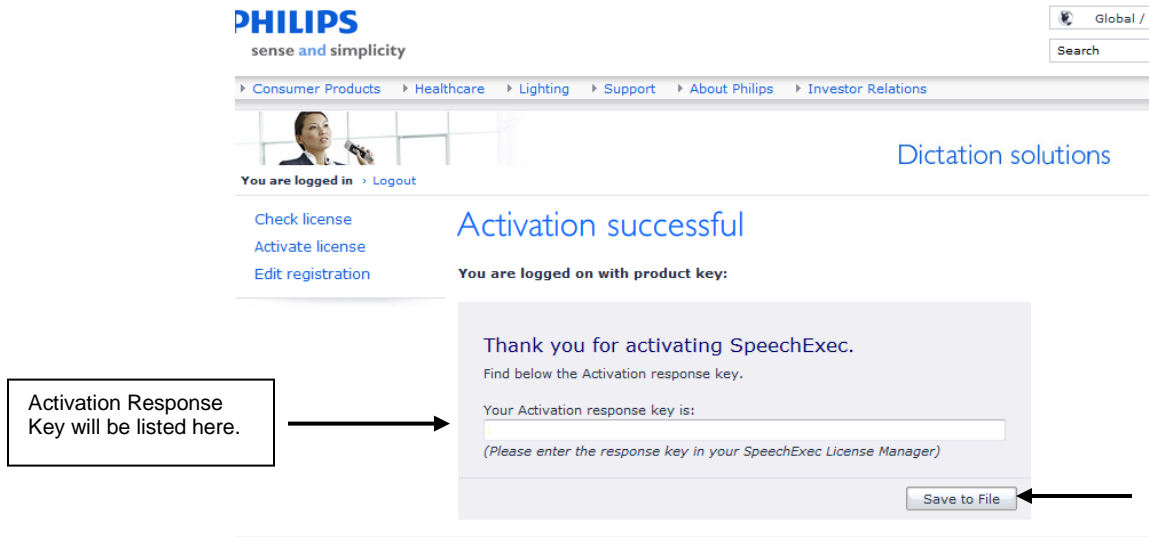 PHILIPS
sense and simplicity
Global /
Search
Consumer Products Healthcare Lighting Support About Philips Investor Relations
Dictation solutions
You are logged in › Logout
Check license
Activate license
Edit registration
Activation successful
You are logged on with product key:
Thank you for activating SpeechExec.
Find below the Activation response key.
Your Activation response key is:
(Please enter the response key in your SpeechExec License Manager)
Save to File
Activation Response
Key will be listed here.